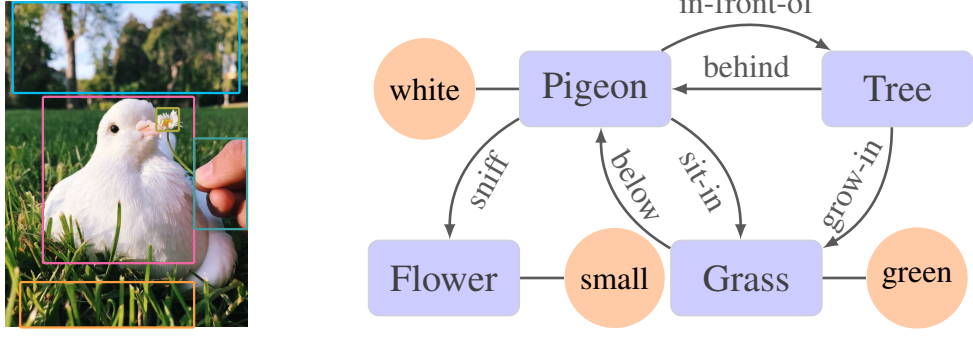 in-front-of
behind
white
Pigeon
Tree
sniff
below
sit-in
grow-in
Flower
small
Grass
green